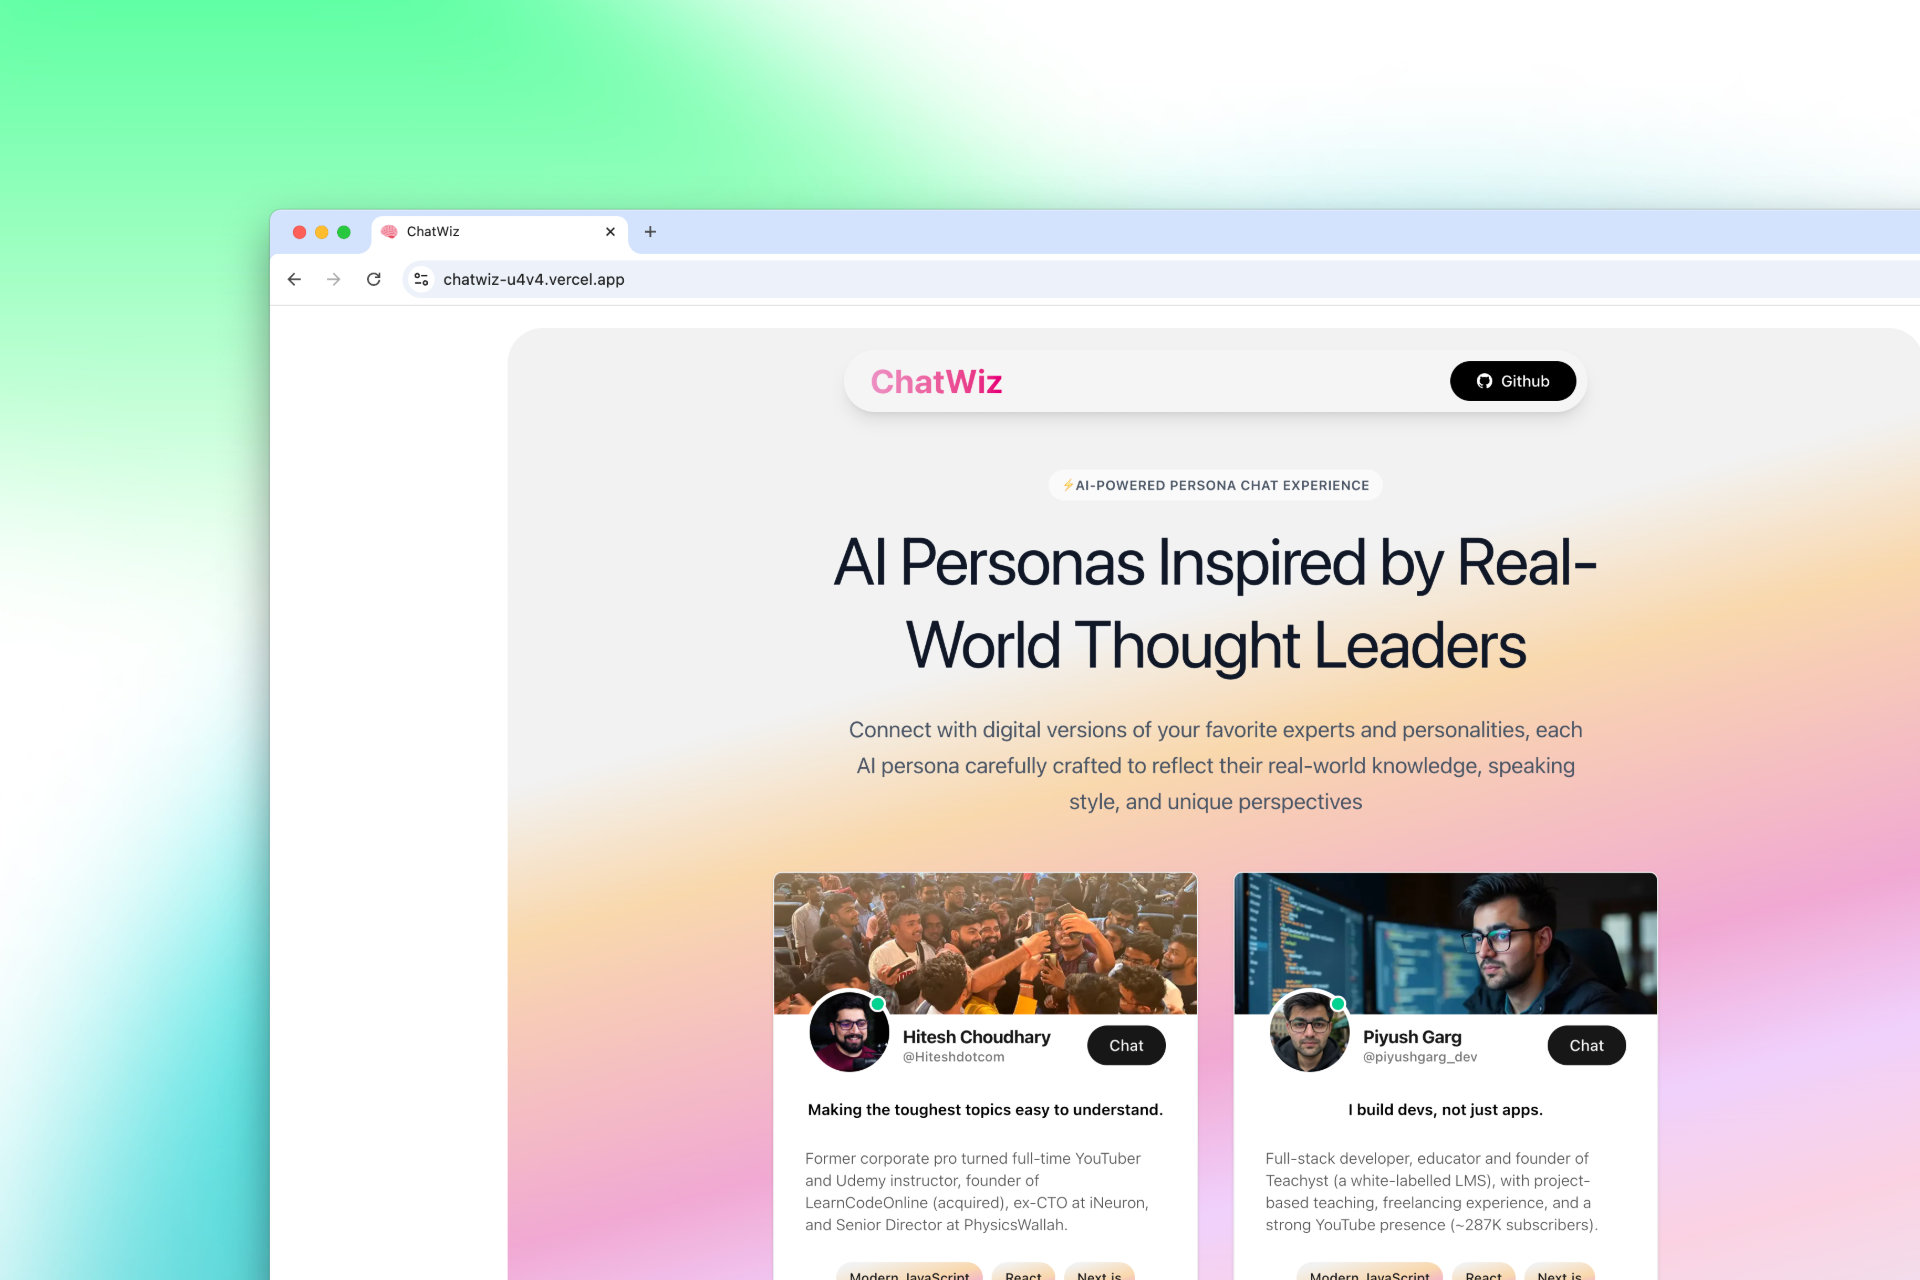 ChatWiz
chatwiz-u4v4.vercel.app
ChatWiz
Github
⚡AI-POWERED PERSONA CHAT EXPERIENCE
AI Personas Inspired by Real-
World Thought Leaders
Connect with digital versions of your favorite experts and personalities, each
AI persona carefully crafted to reflect their real-world knowledge, speaking
style, and unique perspectives
Hitesh Choudhary
@Hiteshdotcom
Chat
Making the toughest topics easy to understand.
Former corporate pro turned full-time YouTuber
and Udemy instructor, founder of
LearnCodeOnline (acquired), ex-CTO at iNeuron,
and Senior Director at PhysicsWallah.
Modern JavaScript
React
Next.js
Piyush Garg
@piyushgarg_dev
Chat
I build devs, not just apps.
Full-stack developer, educator and founder of
Teachyst (a white-labelled LMS), with project-
based teaching, freelancing experience, and a
strong YouTube presence (~287K subscribers).
Modern JavaScript
React
Next.js